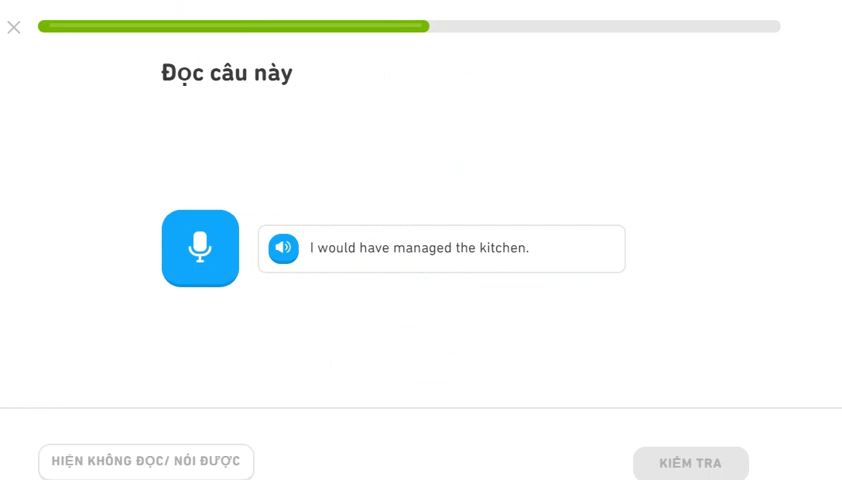 Đọc câu này
I would have managed the kitchen.
HIỆN KHÔNG ĐỌC/ NÓI ĐƯỢC
KIỂM TRA